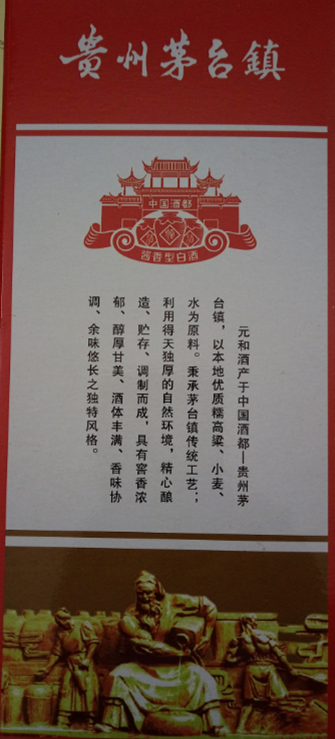 贵州茅台鎮
中国酒都
酱香型白酒
元和酒产于中国酒都—贵州茅
台镇，以本地优质糯高粱、小麦、
水为原料。秉承茅台镇传统工艺；
利用得天独厚的自然环境，精心酿
造、贮存、调制而成，具有窖香浓
郁、醇厚甘美、酒体丰满、香味协
调、余味悠长之独特风格。